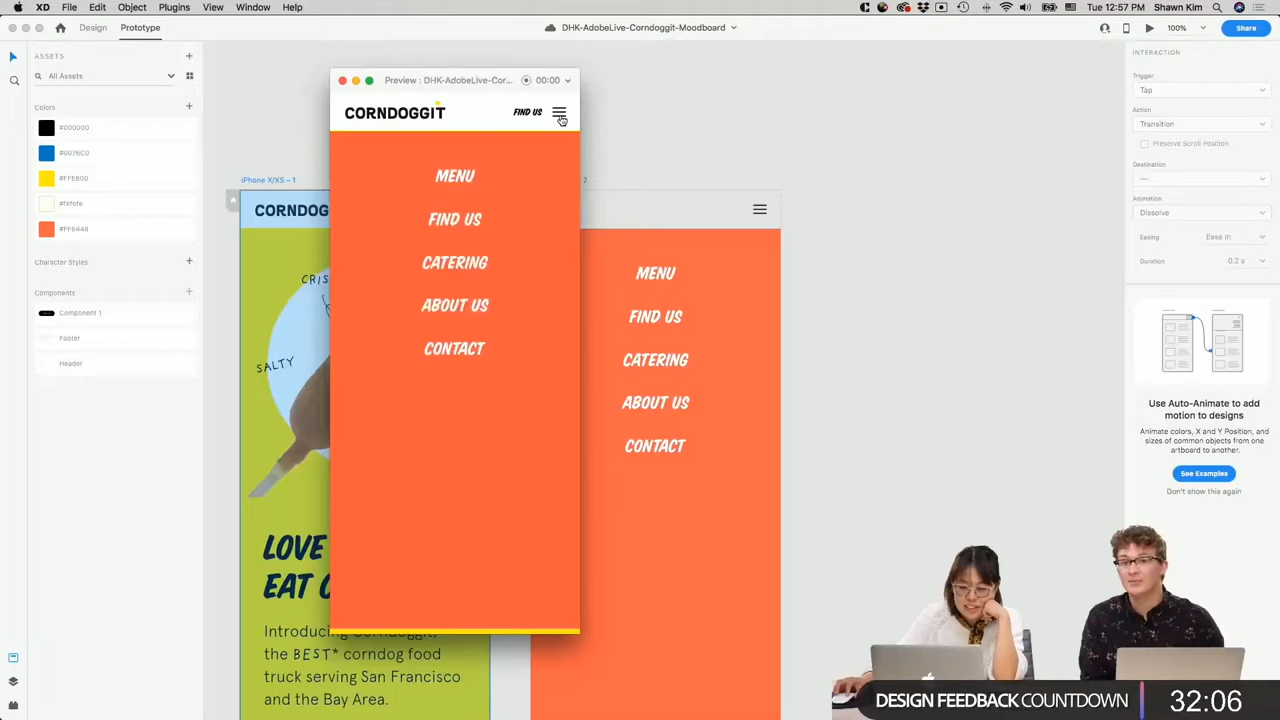 XD File Edit Object Plugins View Window Help
Tue 12:57 PM Shawn Kim
Design Prototype
DHK-AdobeLive-Corndoggit-Moodboard
100%
Share
ASSETS
All Assets
Colors
#000000
#0076C0
#FFE800
#fefefe
Character Styles
Components
Component 1
Footer
Header
Preview : DHK-AdobeLive-Cor...
00:00
CORNDOGGIT
FIND US
MENU
FIND US
CATERING
ABOUT US
CONTACT
iPhone X/XS – 1
2
CORNDOG
CRIS
SALTY
LOVE
EAT C
Introducing Corndoggit,
the BEST* corndog food
truck serving San Francisco
and the Bay Area.
MENU
FIND US
CATERING
ABOUT US
CONTACT
INTERACTION
Trigger
Tap
Action
Transition
Preserve Scroll Position
Destination
—
Animation
Dissolve
Easing
Ease In
Duration
0.2 s
Use Auto-Animate to add
motion to designs
Animate colors, X and Y Position, and
sizes of common objects from one
artboard to another.
See Examples
Don't show this again
DESIGN FEEDBACK COUNTDOWN
32:06